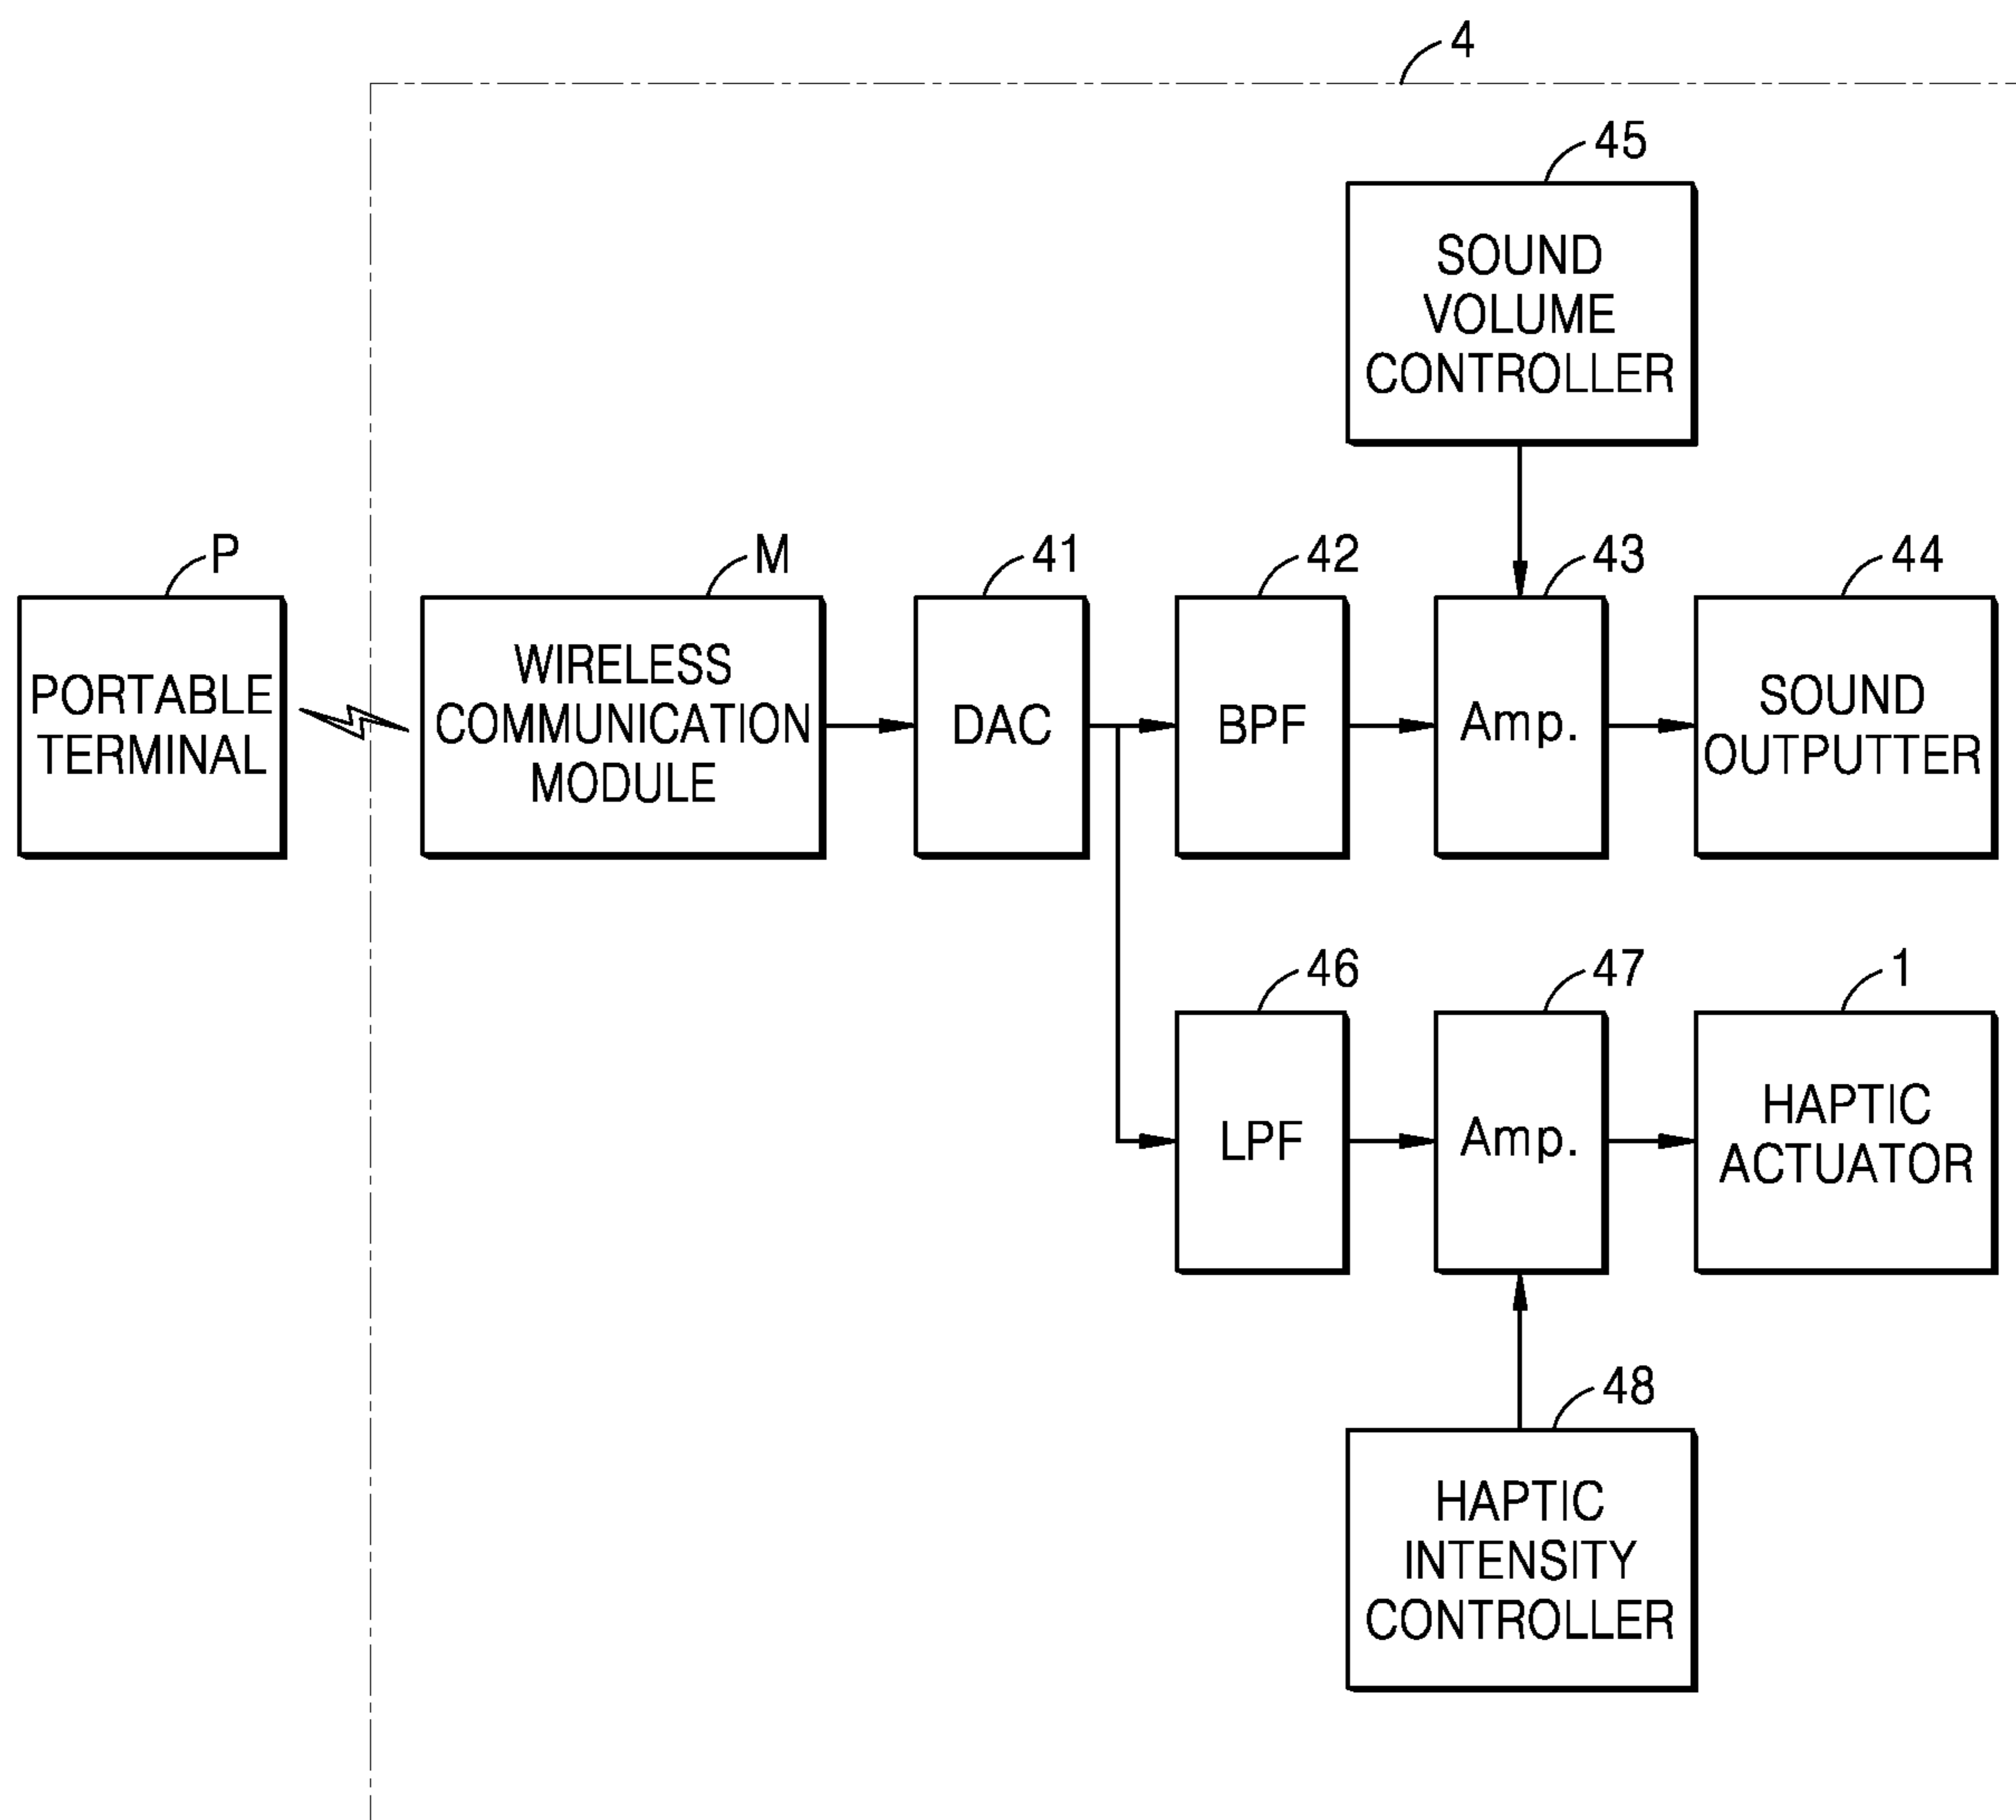 4
45
SOUND
VOLUME
CONTROLLER
P
M
41
42
43
44
PORTABLE
TERMINAL
WIRELESS
COMMUNICATION
MODULE
DAC
BPF
Amp.
SOUND
OUTPUTTER
46
47
1
LPF
Amp.
HAPTIC
ACTUATOR
48
HAPTIC
INTENSITY
CONTROLLER